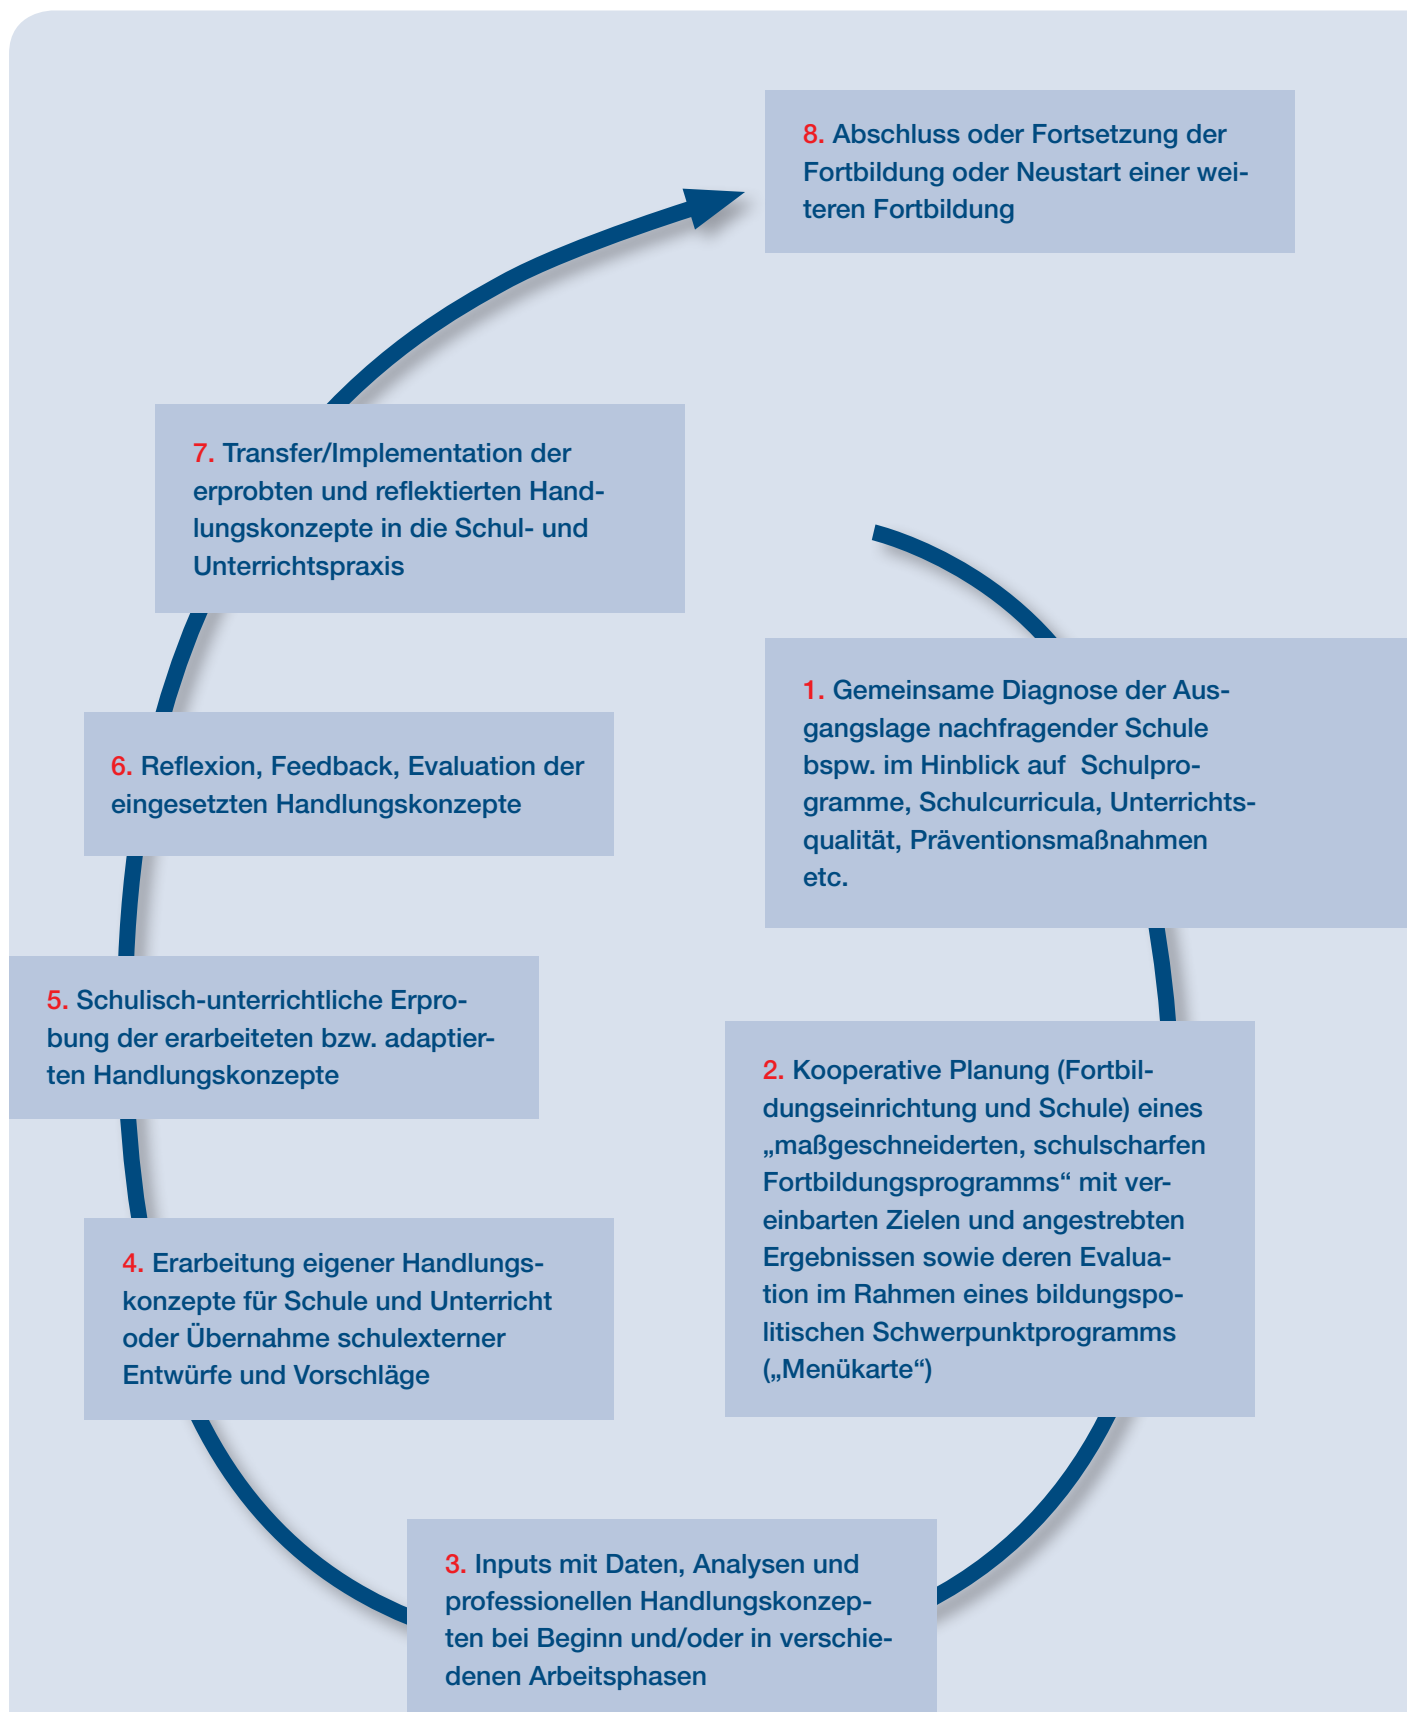 8. Abschluss oder Fortsetzung der
Fortbildung oder Neustart einer wei-
teren Fortbildung
7. Transfer/Implementation der
erprobten und reflektierten Hand-
lungskonzepte in die Schul- und
Unterrichtspraxis
1. Gemeinsame Diagnose der Aus-
gangslage nachfragender Schule
bspw. im Hinblick auf Schulpro-
gramme, Schulcurricula, Unterrichts-
qualität, Präventionsmaßnahmen
etc.
6. Reflexion, Feedback, Evaluation der
eingesetzten Handlungskonzepte
5. Schulisch-unterrichtliche Erpro-
bung der erarbeiteten bzw. adaptier-
ten Handlungskonzepte
2. Kooperative Planung (Fortbil-
dungseinrichtung und Schule) eines
„maßgeschneiderten, schulscharfen
Fortbildungsprogramms“ mit ver-
einbarten Zielen und angestrebten
Ergebnissen sowie deren Evalua-
tion im Rahmen eines bildungspo-
litischen Schwerpunktprogramms
(„Menükarte“)
4. Erarbeitung eigener Handlungs-
konzepte für Schule und Unterricht
oder Übernahme schulexterner
Entwürfe und Vorschläge
3. Inputs mit Daten, Analysen und
professionellen Handlungskonzep-
ten bei Beginn und/oder in verschie-
denen Arbeitsphasen